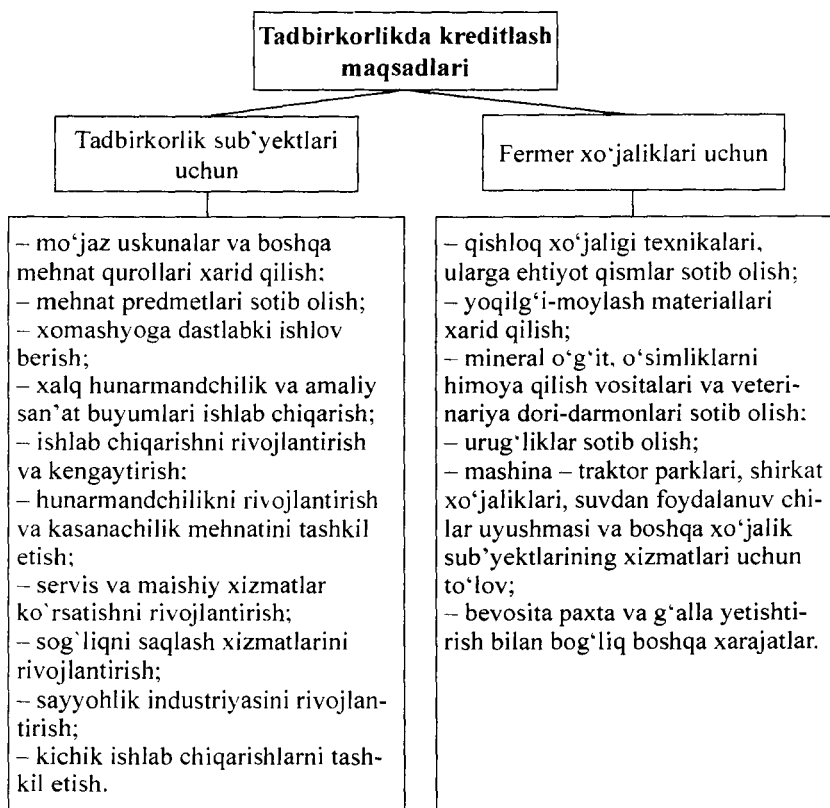 Tadbirkorlikda kreditlash
maqsadlari
Tadbirkorlik sub`yektlari
uchun
– mo‘jaz uskunalar va boshqa
mehnat qurollari xarid qilish:
– mehnat predmetlari sotib olish;
– xomashyoga dastlabki ishlov
berish;
– xalq hunarmandchilik va amaliy
san’at buyumlari ishlab chiqarish;
– ishlab chiqarishni rivojlantirish
va kengaytirish:
– hunarmandchilikni rivojlantirish
va kasanachilik mehnatini tashkil
etish;
– servis va maishiy xizmatlar
ko`rsatishni rivojlantirish;
– sog`liqni saqlash xizmatlarini
rivojlantirish;
– sayyohlik industriyasini rivojlan-
tirish;
– kichik ishlab chiqarishlarni tash-
kil etish.
Fermer xo‘jaliklari uchun
– qishloq xo‘jaligi texnikalari,
ularga ehtiyot qismlar sotib olish;
– yoqilg‘i-moylash materiallari
xarid qilish;
– mineral o‘g‘it. o‘simliklarni
himoya qilish vositalari va veteri-
nariya dori-darmonlari sotib olish:
– urug‘liklar sotib olish;
– mashina – traktor parklari, shirkat
xo‘jaliklari, suvdan foydalanuv chi-
lar uyushmasi va boshqa xo‘jalik
sub’yektlarining xizmatlari uchun
to‘lov;
– bevosita paxta va g‘alla yetishti-
rish bilan bog‘liq boshqa xarajatlar.